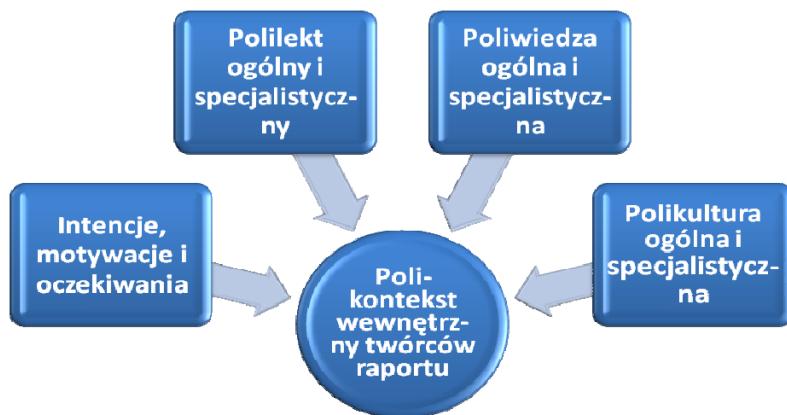 Polilekt
ogólny i
specjalistycz-
ny
Poliwiedza
ogólna i
specjalistycz-
na
Intencje,
motywacje i
oczekiwania
Polikultura
ogólna i
specjalistycz-
na
Poli-
kontekst
wewnętrz-
ny twórców
raportu